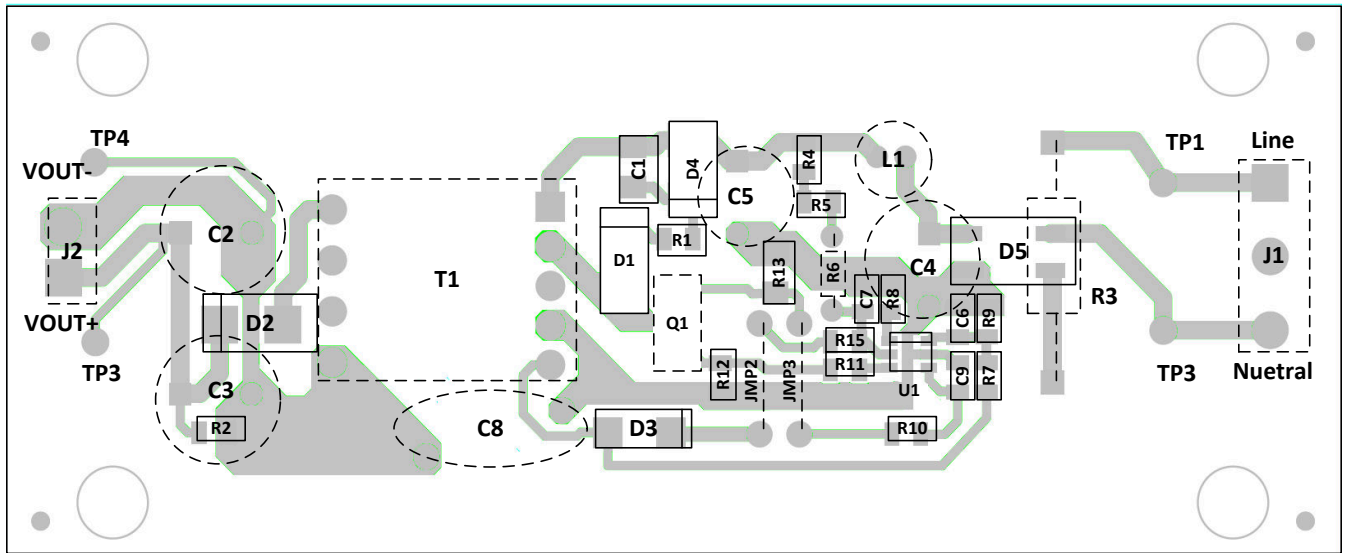 TP4
VOUT-
J2
VOUT+
TP3
C2
D2
C3
R2
T1
C8
C1
D4
R1
D1
Q1
C5
R4
R5
R13
R6
L1
C4
D5
R3
C7
R8
C6
R9
R15
R11
U1
C9
R7
R12
JMP2
JMP3
D3
R10
TP1
Line
J1
TP3
Nuetral